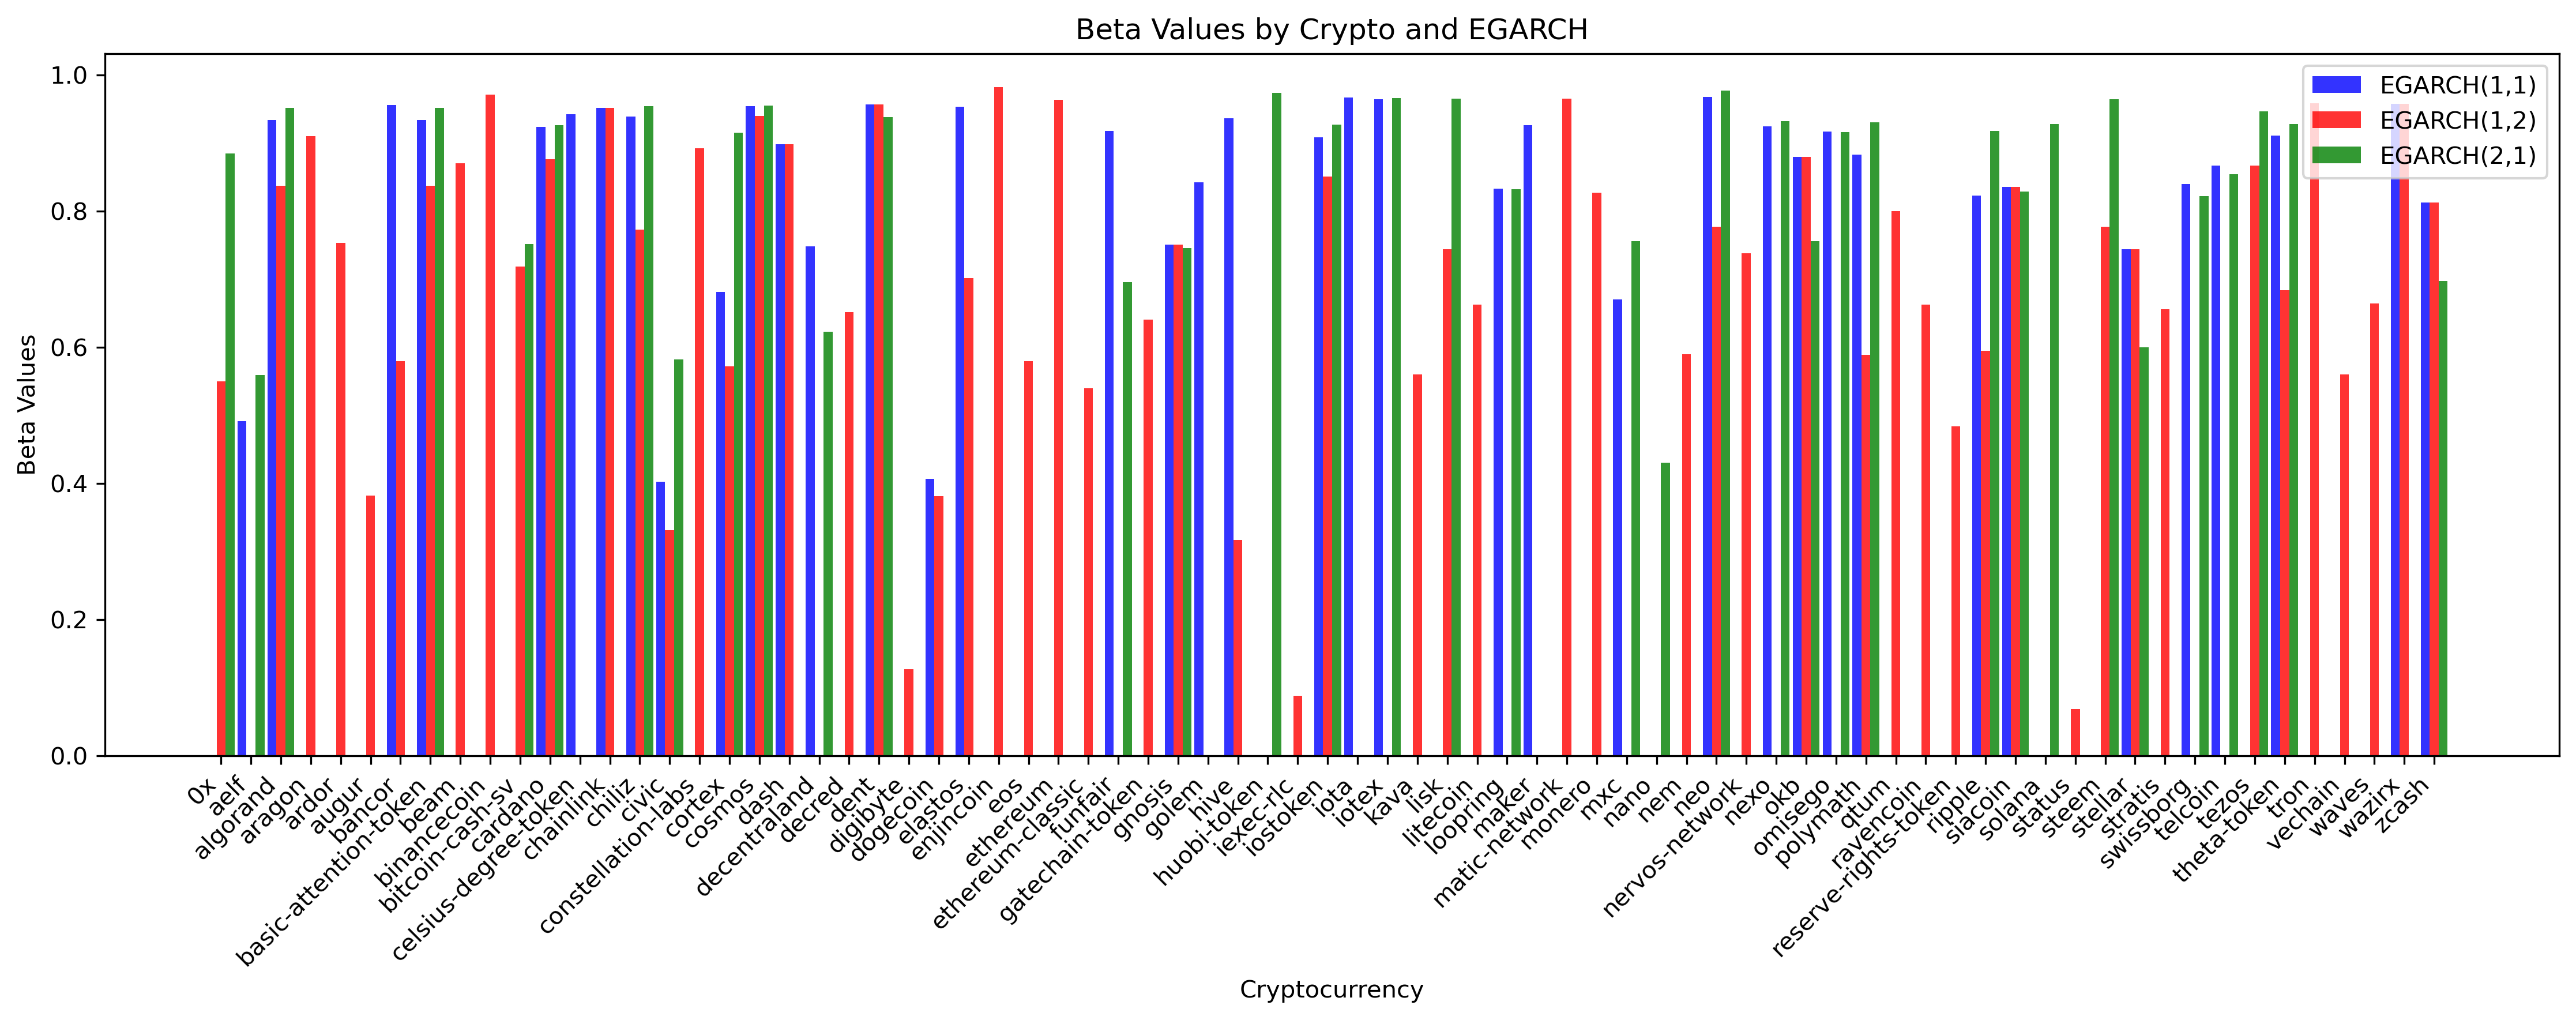 Beta Values by Crypto and EGARCH
EGARCH(1,1)
EGARCH(1,2)
EGARCH(2,1)
Beta Values
1.0
0.8
0.6
0.4
0.2
0.0
0x
aelf
algorand
aragon
ardor
augur
bancor
basic-attention-token
beam
binancecoin
bitcoin-cash-sv
cardano
celsius-degree-token
chainlink
chiliz
civic
constellation-labs
cortex
cosmos
dash
decentraland
decred
dent
digibyte
dogecoin
elastos
enjincoin
eos
ethereum
ethereum-classic
funfair
gatechain-token
gnosis
golem
hive
huobi-token
iexec-rlc
iostoken
iota
iotex
kava
lisk
litecoin
loopring
maker
matic-network
monero
mxc
nano
nem
neo
nervos-network
nexo
okb
omisego
polymath
qtum
ravencoin
reserve-rights-token
ripple
siacoin
solana
status
steem
stellar
stratis
swissborg
telcoin
tezos
theta-token
tron
vechain
waves
wazirx
zcash
Cryptocurrency